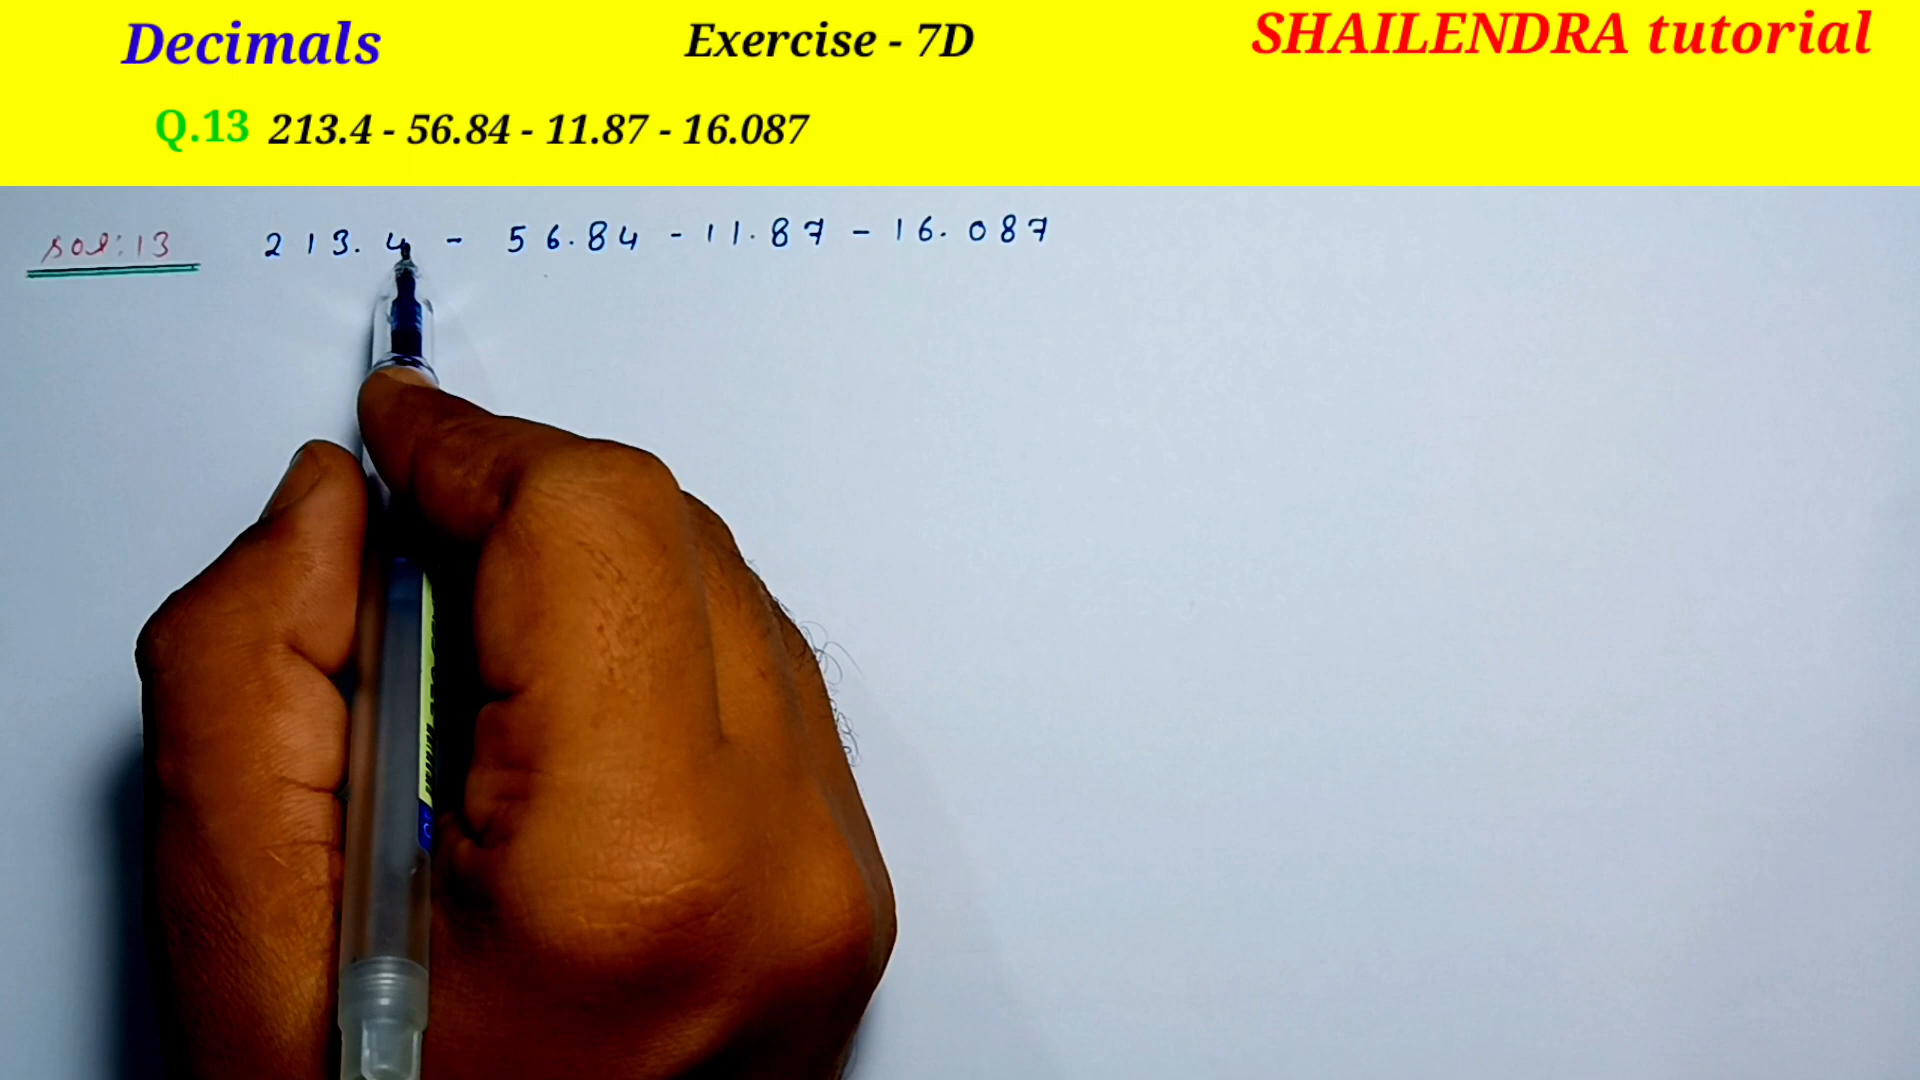 Decimals Exercise - 7D SHAILENDRA tutorial
Q.13 213.4 - 56.84 - 11.87 - 16.087
sol:13 213.4 - 56.84 - 11.87 - 16.087